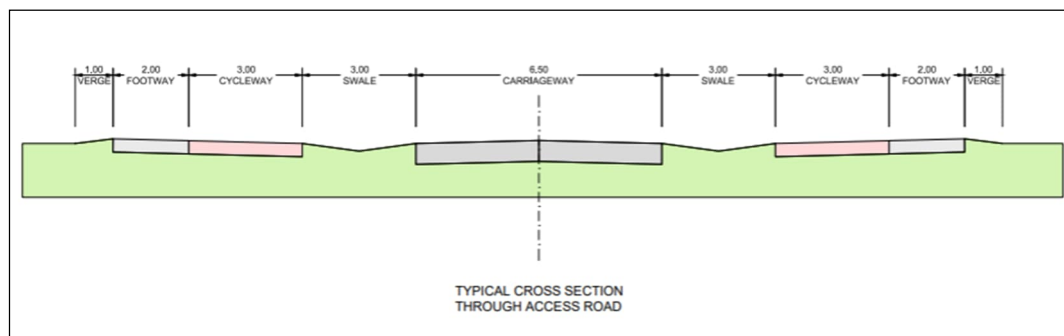 1,00 2,00 3,00 3,00 6,50 3,00 3,00 2,00 1,00
VERGE FOOTWAY CYCLEWAY SWALE CARRIAGEWAY SWALE CYCLEWAY FOOTWAY VERGE
TYPICAL CROSS SECTION
THROUGH ACCESS ROAD